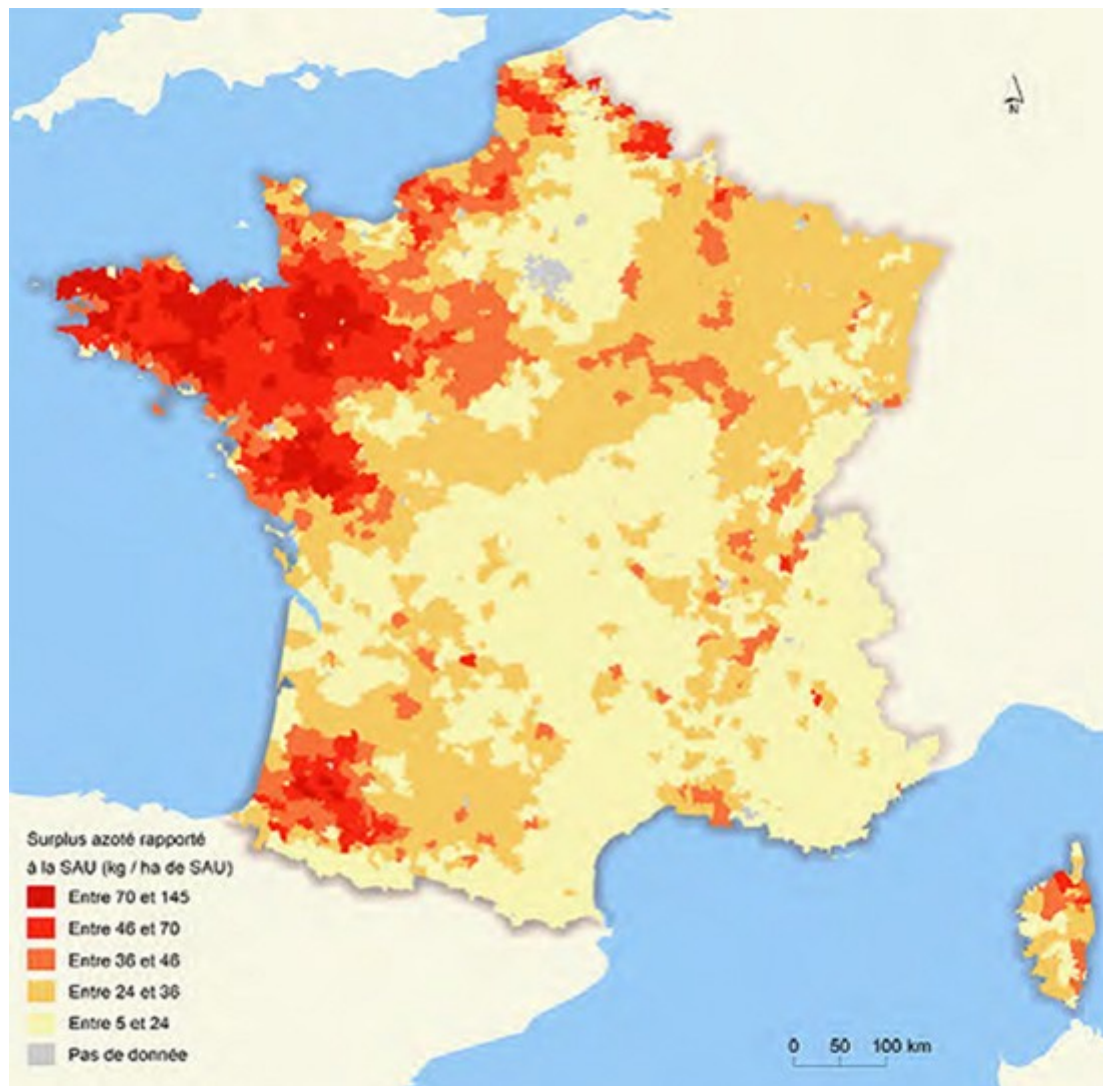 N
Surplus azoté rapporté
à la SAU (kg / ha de SAU)
Entre 70 et 145
Entre 46 et 70
Entre 36 et 46
Entre 24 et 36
Entre 5 et 24
Pas de donnée
0 50 100 km